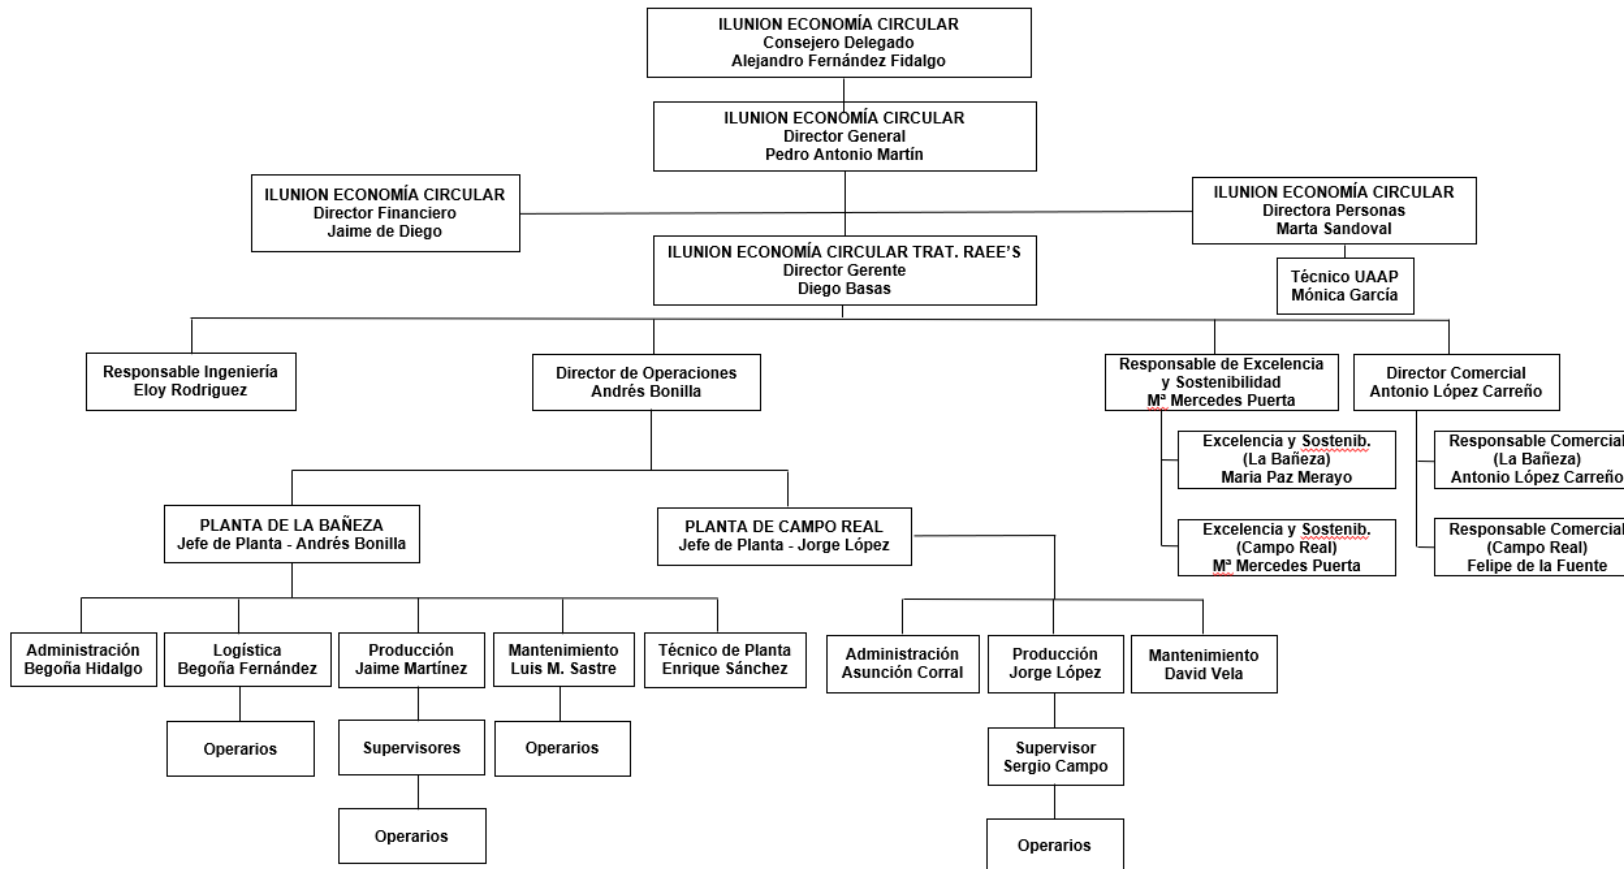 ILUNION ECONOMÍA CIRCULAR
Consejero Delegado
Alejandro Fernández Fidalgo
ILUNION ECONOMÍA CIRCULAR
Director General
Pedro Antonio Martín
ILUNION ECONOMÍA CIRCULAR
Director Financiero
Jaime de Diego
ILUNION ECONOMÍA CIRCULAR
Directora Personas
Marta Sandoval
ILUNION ECONOMÍA CIRCULAR TRAT. RAEE'S
Director Gerente
Diego Basas
Técnico UAAP
Mónica García
Responsable Ingeniería
Eloy Rodriguez
Director de Operaciones
Andrés Bonilla
Responsable de Excelencia
y Sostenibilidad
Mª Mercedes Puerta
Director Comercial
Antonio López Carreño
Excelencia y Sostenib.
(La Bañeza)
Maria Paz Merayo
Responsable Comercial
(La Bañeza)
Antonio López Carreño
Excelencia y Sostenib.
(Campo Real)
Mª Mercedes Puerta
Responsable Comercial
(Campo Real)
Felipe de la Fuente
PLANTA DE LA BAÑEZA
Jefe de Planta - Andrés Bonilla
PLANTA DE CAMPO REAL
Jefe de Planta - Jorge López
Administración
Begoña Hidalgo
Logística
Begoña Fernández
Producción
Jaime Martínez
Mantenimiento
Luis M. Sastre
Técnico de Planta
Enrique Sánchez
Administración
Asunción Corral
Producción
Jorge López
Mantenimiento
David Vela
Operarios
Supervisores
Operarios
Supervisor
Sergio Campo
Operarios
Operarios